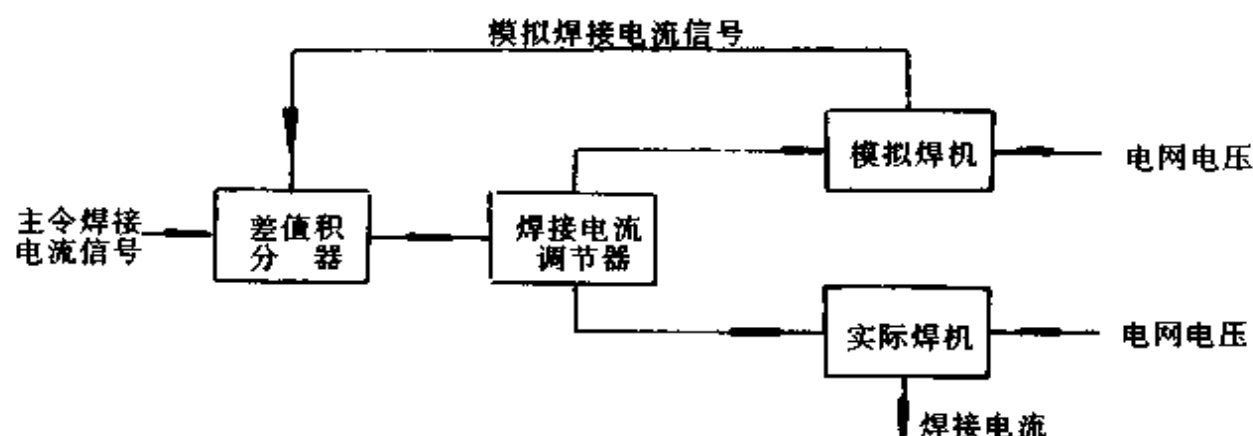 模拟焊接电流信号
模拟焊机
电网电压
主令焊接
电流信号
差值积
分 器
焊接电流
调节器
实际焊机
电网电压
焊接电流